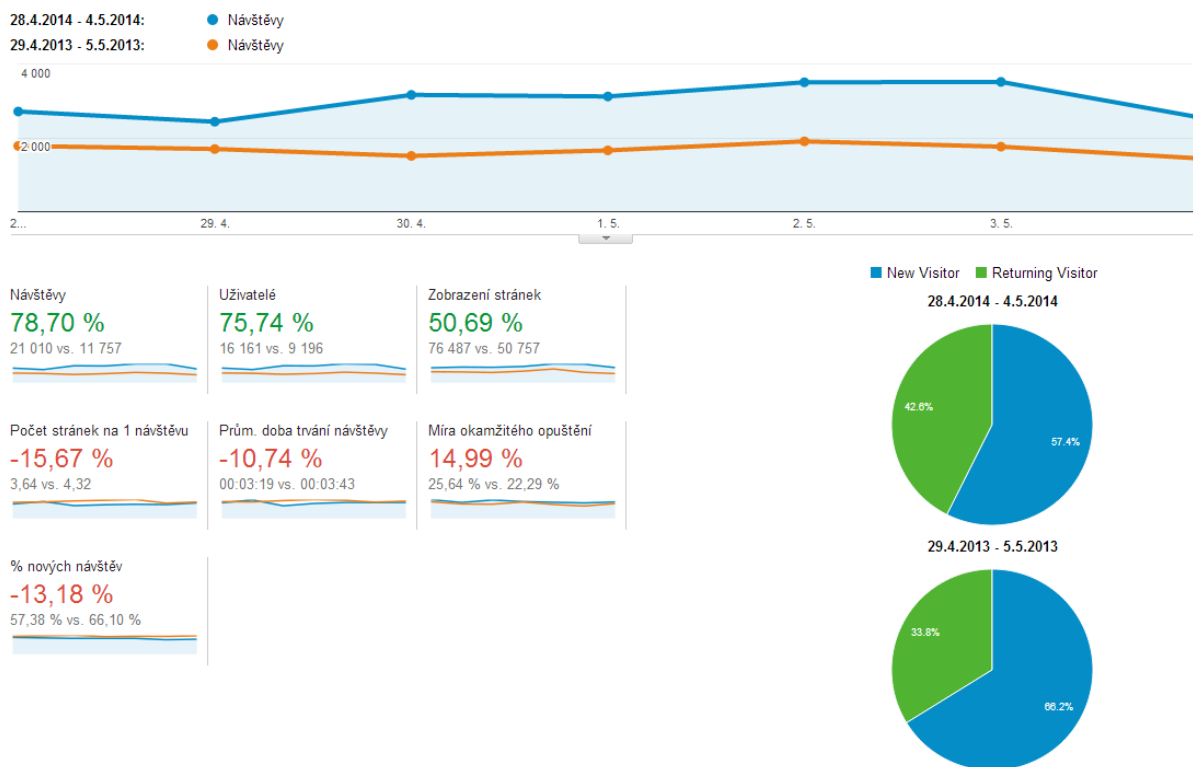 28.4.2014 - 4.5.2014: Návštěvy
29.4.2013 - 5.5.2013: Návštěvy
4 000
2 000
2... 29. 4. 30. 4. 1. 5. 2. 5. 3. 5.
New Visitor Returning Visitor
28.4.2014 - 4.5.2014
42.6%
57.4%
29.4.2013 - 5.5.2013
33.8%
66.2%
Návštěvy
78,70 %
21 010 vs. 11 757
Uživatelé
75,74 %
16 161 vs. 9 196
Zobrazení stránek
50,69 %
76 487 vs. 50 757
Počet stránek na 1 návštěvu
-15,67 %
3,64 vs. 4,32
Prům. doba trvání návštěvy
-10,74 %
00:03:19 vs. 00:03:43
Míra okamžitého opuštění
14,99 %
25,64 % vs. 22,29 %
% nových návštěv
-13,18 %
57,38 % vs. 66,10 %